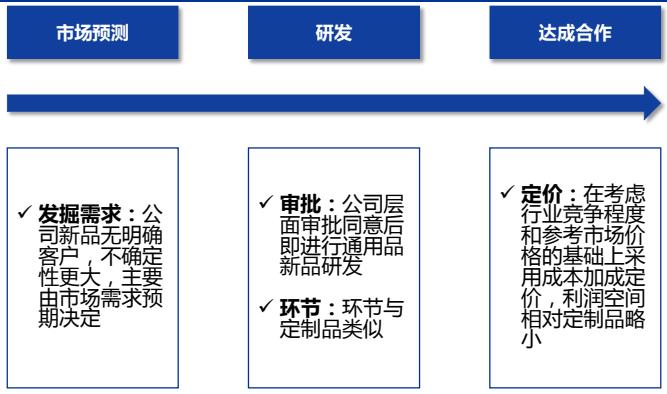 市场预测
研发
达成合作
✓ 发掘需求：公
司新品无明确
客户，不确定
性更大，主要
由市场需求预
期决定
✓ 审批：公司层
面审批同意后
即进行通用品
新品研发
✓ 环节：环节与
定制品类似
✓ 定价：在考虑
行业竞争程度
和参考市场价
格的基础上采
用成本加成定
价，利润空间
相对定制品略
小